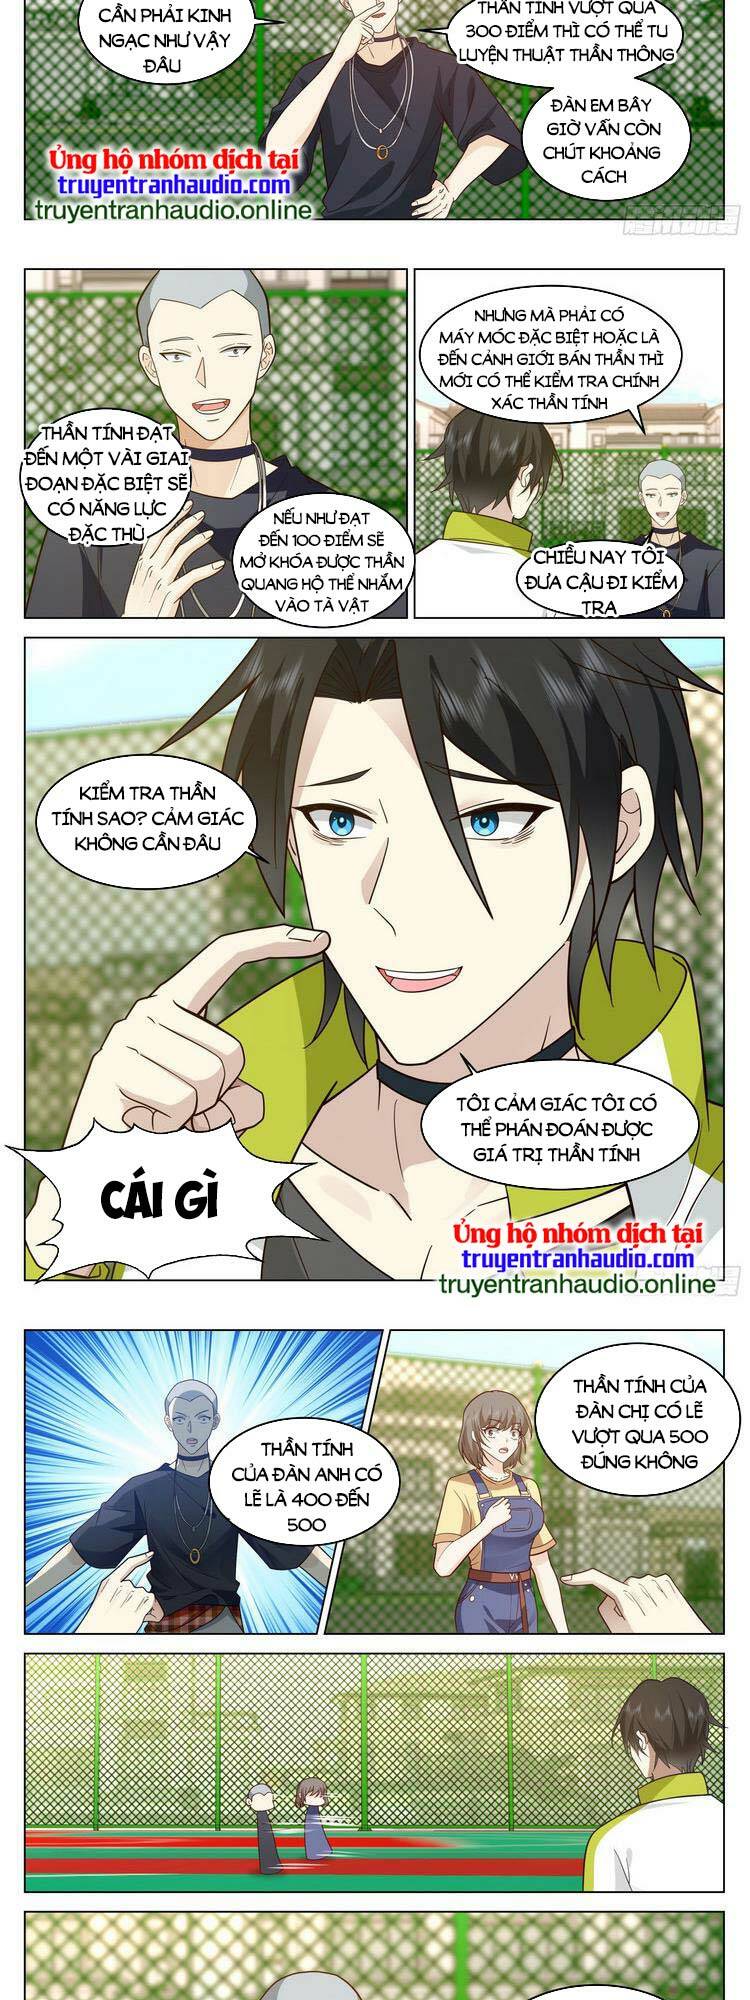 CẦN PHẢI KINH
NGẠC NHƯ VẬY
ĐÂU
THẦN TÍNH VƯỢT QUA
300 ĐIỂM THÌ CÓ THỂ TU
LUYỆN THUẬT THẦN THÔNG
ĐÀN EM BÂY
GIỜ VẪN CÒN
CHÚT KHOẢNG
CÁCH
Ủng hộ nhóm dịch tại
truyentranhaudio.com
truyentranhaudio.online
THẦN TÍNH ĐẠT
ĐẾN MỘT VÀI GIAI
ĐOẠN ĐẶC BIỆT SẼ
CÓ NĂNG LỰC
ĐẶC THÙ
NẾU NHƯ ĐẠT
ĐẾN 100 ĐIỂM SẼ
MỞ KHÓA ĐƯỢC THẦN
QUANG HỘ THỂ NHẮM
VÀO TÀ VẬT
NHƯNG MÀ PHẢI CÓ
MÁY MÓC ĐẶC BIỆT HOẶC LÀ
ĐẾN CẢNH GIỚI BÁN THẦN THÌ
MỚI CÓ THỂ KIỂM TRA CHÍNH
XÁC THẦN TÍNH
CHIỀU NAY TÔI
ĐƯA CẬU ĐI KIỂM
TRA
KIỂM TRA THẦN
TÍNH SAO? CẢM GIÁC
KHÔNG CẦN ĐÂU
TÔI CẢM GIÁC TÔI CÓ
THỂ PHÁN ĐOÁN ĐƯỢC
GIÁ TRỊ THẦN TÍNH
CÁI GÌ
Ủng hộ nhóm dịch tại
truyentranhaudio.com
truyentranhaudio.online
THẦN TÍNH
CỦA ĐÀN ANH CÓ
LẼ LÀ 400 ĐẾN
500
THẦN TÍNH CỦA
ĐÀN CHỊ CÓ LẼ
VƯỢT QUA 500
ĐÚNG KHÔNG